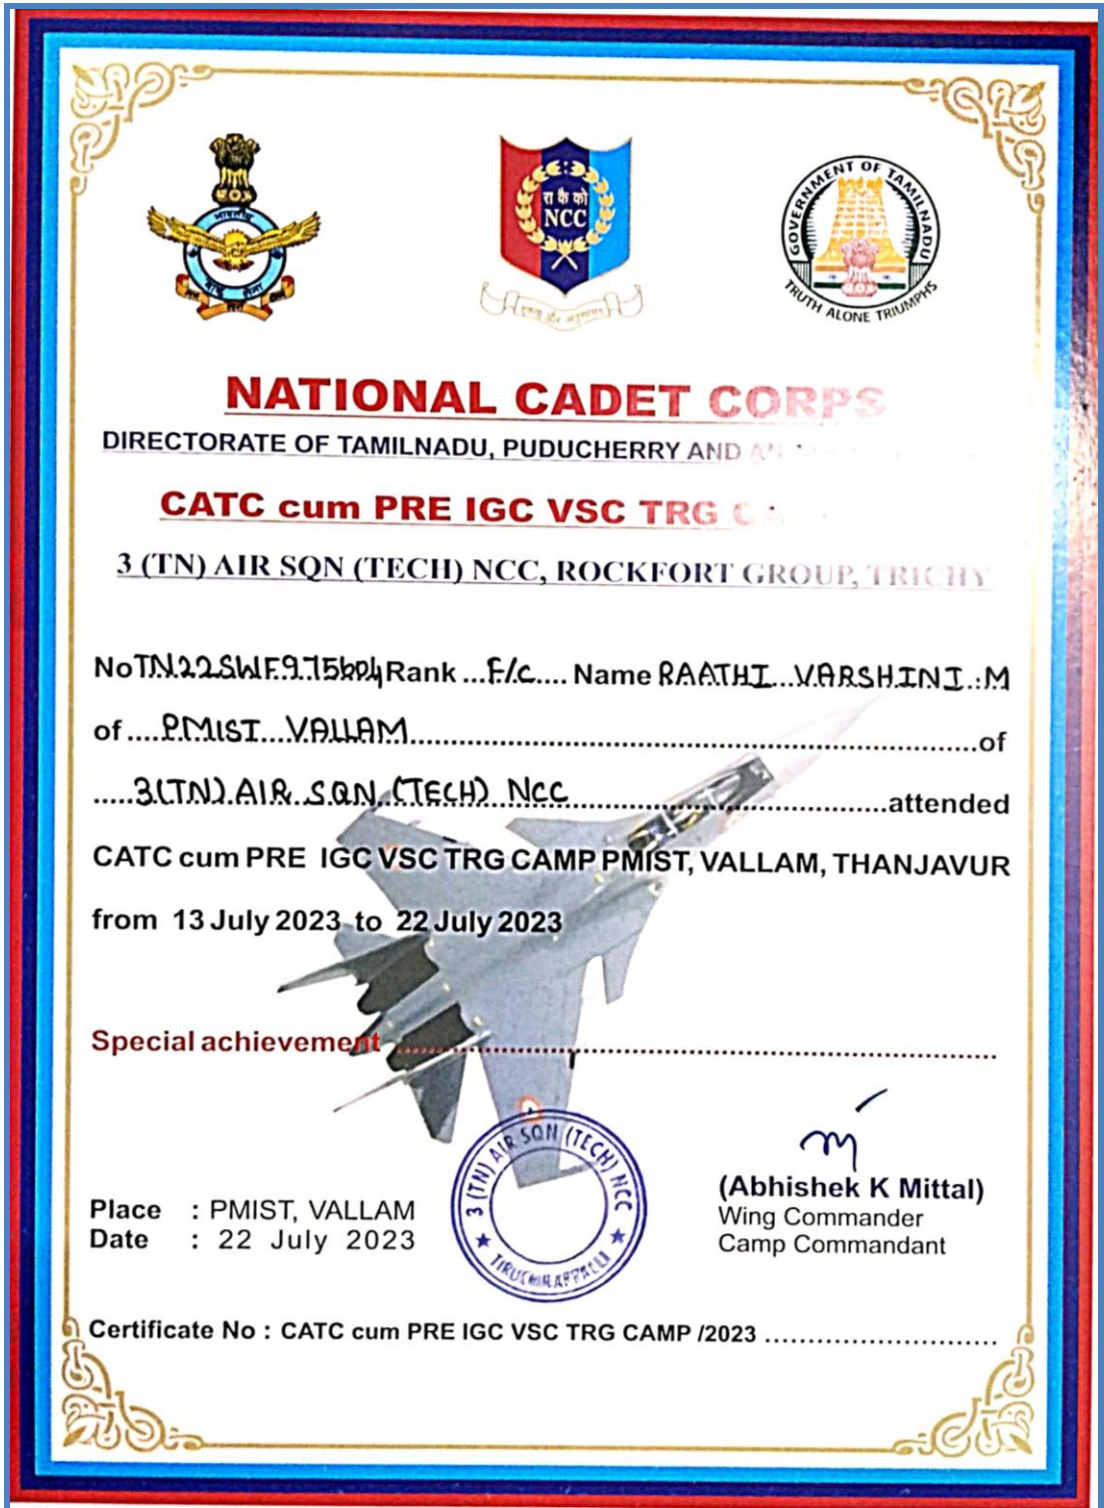 रा कै को
NCC
एकता और अनुशासन
GOVERNMENT OF TAMILNADU
TRUTH ALONE TRIUMPHS
NATIONAL CADET CORPS
DIRECTORATE OF TAMILNADU, PUDUCHERRY AND
CATC cum PRE IGC VSC TRG
3 (TN) AIR SQN (TECH) NCC, ROCKFORT GROUP, TRICHY
No Rank ...F/C.... Name RAATHI...VARSHINI.:M
of....PMIST...VALLAM..........of
.....3(TN).AIR.SQN.(TECH) NCC..........attended
CATC cum PRE IGC VSC TRG CAMP PMIST, VALLAM, THANJAVUR
from 13 July 2023 to 22 July 2023
Special achievement ..........
3 (TN) AIR SQN (TECH) NCC
TIRUCHIRAPPALLI
(Abhishek K Mittal)
Wing Commander
Camp Commandant
Place : PMIST, VALLAM
Date : 22 July 2023
Certificate No : CATC cum PRE IGC VSC TRG CAMP /2023 ..........